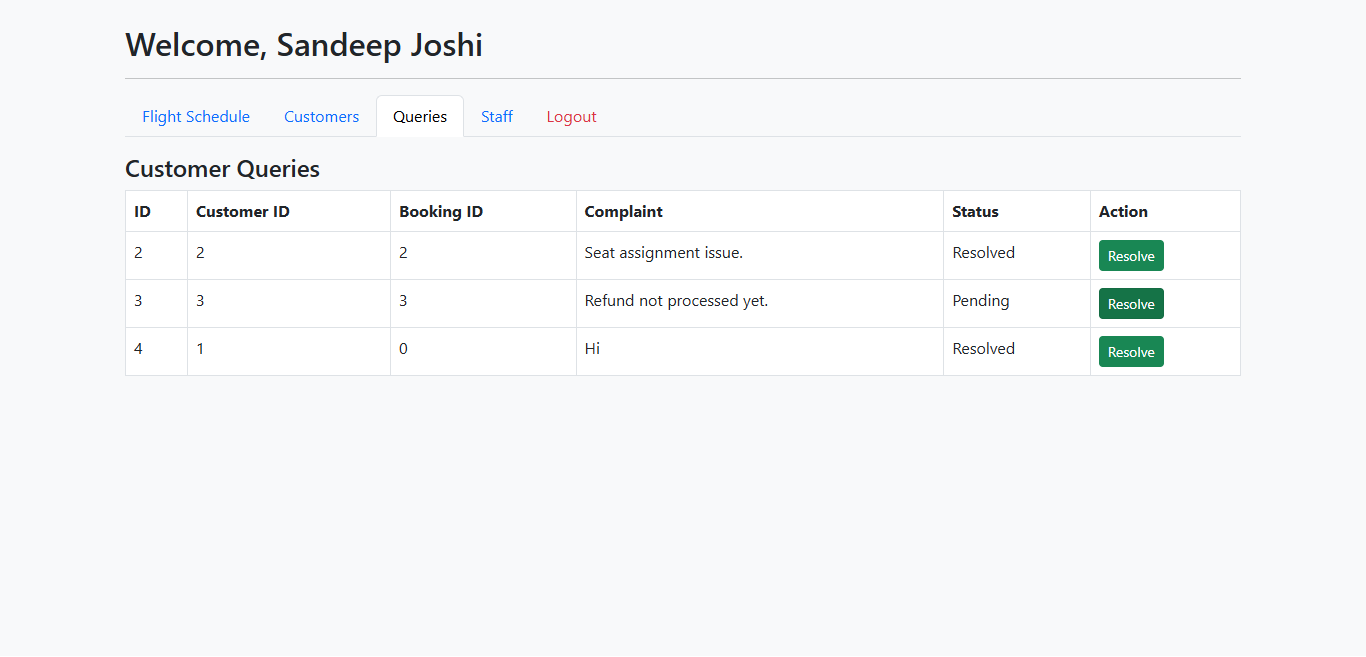 Welcome, Sandeep Joshi
Flight Schedule Customers Queries Staff Logout
Customer Queries
ID Customer ID Booking ID Complaint Status Action
2 2 2 Seat assignment issue. Resolved Resolve
3 3 3 Refund not processed yet. Pending Resolve
4 1 0 Hi Resolved Resolve